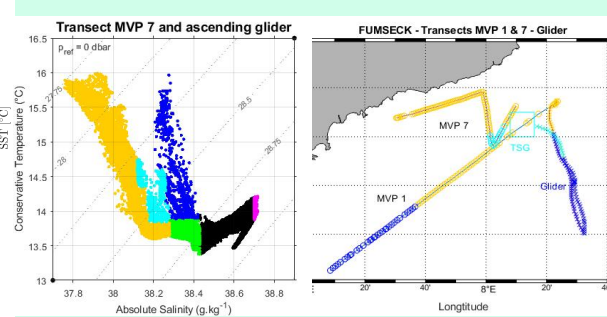 Transect MVP 7 and ascending glider
16.5
p_ref = 0 dbar
16
15.5
15
14.5
14
13.5
13
27.75
28
28.5
28.75
SST [°C]
Conservative Temperature (°C)
37.8 38 38.2 38.4 38.6 38.8
Absolute Salinity (g.kg⁻¹)
FUMSECK - Transects MVP 1 & 7 - Glider
MVP 7
TSG
Glider
MVP 1
20' 40' 8°E 20' 40'
Longtitude